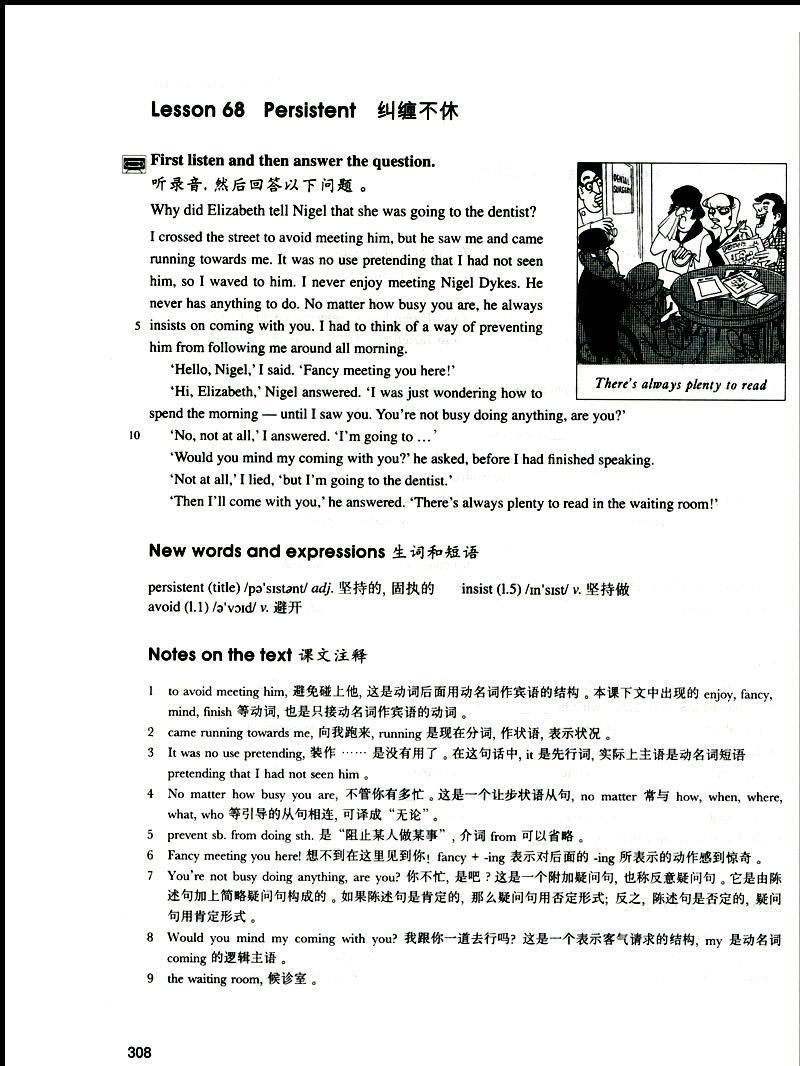 Lesson 68 Persistent 纠缠不休
First listen and then answer the question.
听录音，然后回答以下问题。
Why did Elizabeth tell Nigel that she was going to the dentist?
I crossed the street to avoid meeting him, but he saw me and came
running towards me. It was no use pretending that I had not seen
him, so I waved to him. I never enjoy meeting Nigel Dykes. He
never has anything to do. No matter how busy you are, he always
5 insists on coming with you. I had to think of a way of preventing
him from following me around all morning.
‘Hello, Nigel,’ I said. ‘Fancy meeting you here!’
‘Hi, Elizabeth,’ Nigel answered. ‘I was just wondering how to
spend the morning — until I saw you. You're not busy doing anything, are you?’
10 ‘No, not at all,’ I answered. ‘I'm going to …’
‘Would you mind my coming with you?’ he asked, before I had finished speaking.
‘Not at all,’ I lied, ‘but I'm going to the dentist.’
‘Then I'll come with you,’ he answered. ‘There's always plenty to read in the waiting room!’
DENTAL
SURGERY
There's always plenty to read
New words and expressions 生词和短语
persistent (title) /pə'sɪstənt/ adj. 坚持的, 固执的 insist (l.5) /ɪn'sɪst/ v. 坚持做
avoid (l.1) /ə'vɔɪd/ v. 避开
Notes on the text 课文注释
1 to avoid meeting him, 避免碰上他, 这是动词后面用动名词作宾语的结构。本课下文中出现的 enjoy, fancy,
mind, finish 等动词, 也是只接动名词作宾语的动词。
2 came running towards me, 向我跑来, running 是现在分词, 作状语, 表示状况。
3 It was no use pretending, 装作 …… 是没有用了。在这句话中, it 是先行词, 实际上主语是动名词短语
pretending that I had not seen him。
4 No matter how busy you are, 不管你有多忙。这是一个让步状语从句, no matter 常与 how, when, where,
what, who 等引导的从句相连, 可译成“无论”。
5 prevent sb. from doing sth. 是“阻止某人做某事”, 介词 from 可以省略。
6 Fancy meeting you here! 想不到在这里见到你! fancy + -ing 表示对后面的 -ing 所表示的动作感到惊奇。
7 You're not busy doing anything, are you? 你不忙, 是吧？这是一个附加疑问句, 也称反意疑问句。它是由陈
述句加上简略疑问句构成的。如果陈述句是肯定的, 那么疑问句用否定形式; 反之, 陈述句是否定的, 疑问
句用肯定形式。
8 Would you mind my coming with you? 我跟你一道去行吗? 这是一个表示客气请求的结构, my 是动名词
coming 的逻辑主语。
9 the waiting room, 候诊室。
308